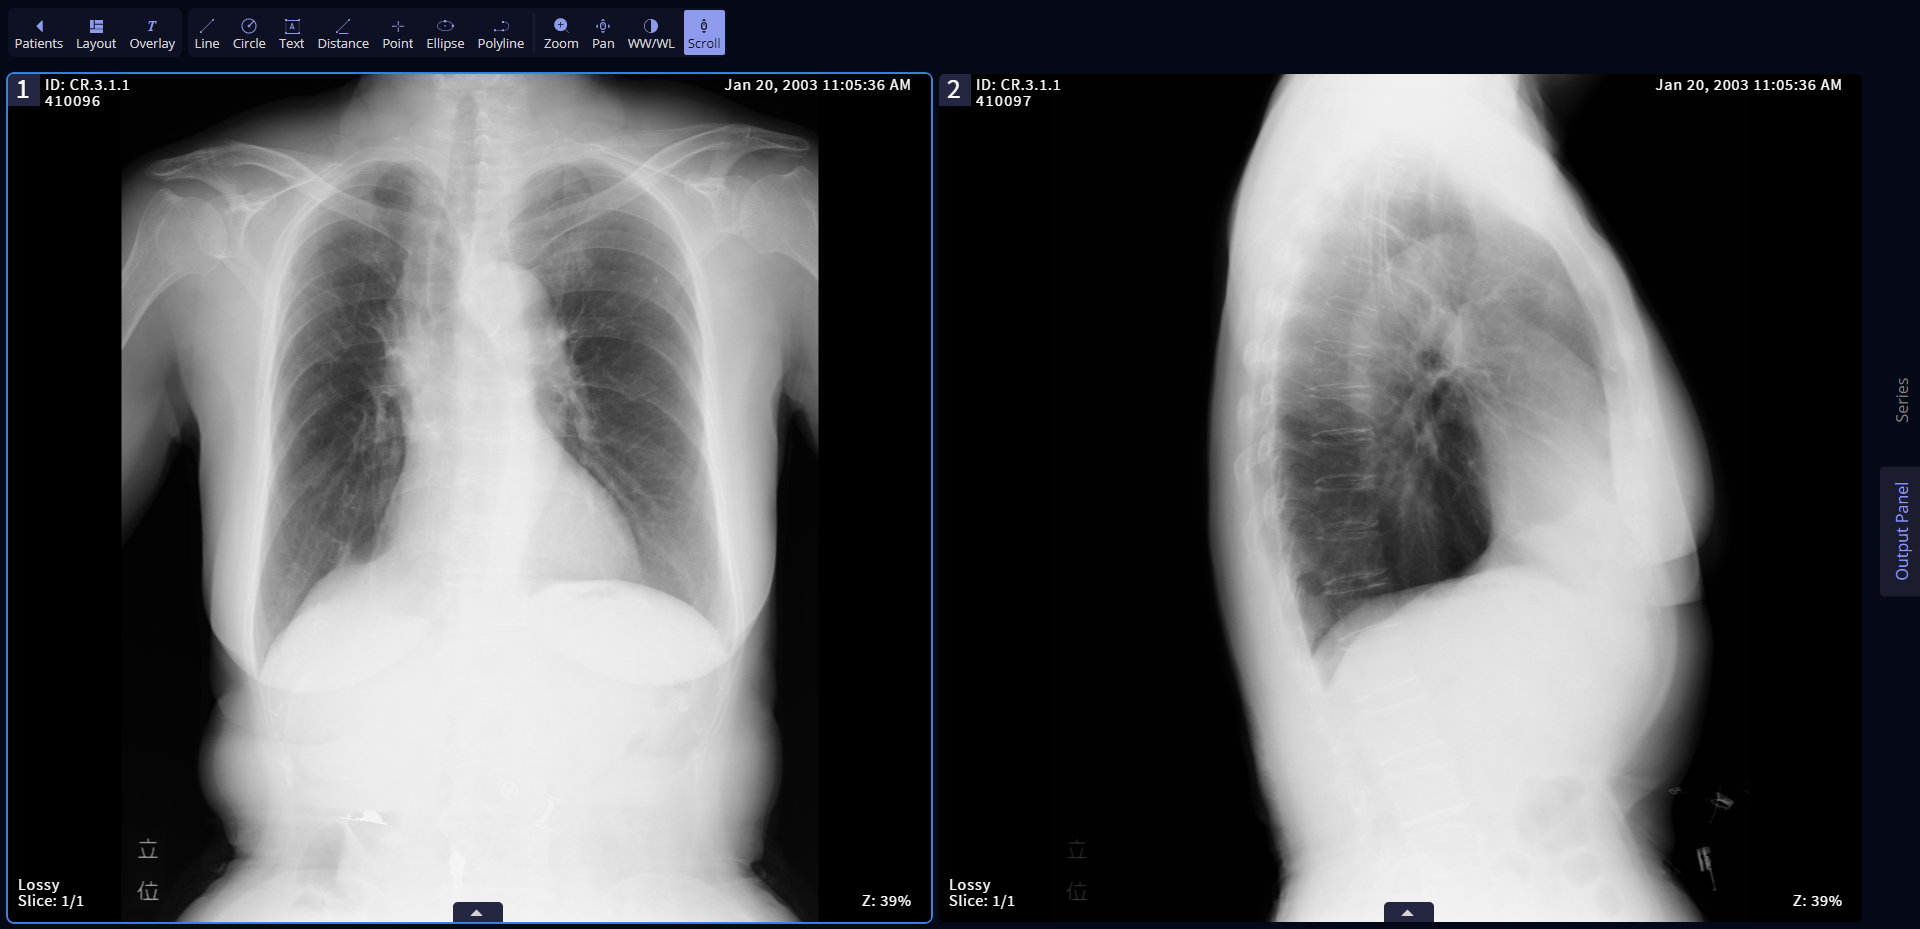 Patients
Layout
Overlay
Line
Circle
Text
Distance
Point
Ellipse
Polyline
Zoom
Pan
WW/WL
Scroll
1
ID: CR.3.1.1
410096
Jan 20, 2003 11:05:36 AM
立
位
Lossy
Slice: 1/1
Z: 39%
2
ID: CR.3.1.1
410097
Jan 20, 2003 11:05:36 AM
立
位
Lossy
Slice: 1/1
Z: 39%
Series
Output Panel